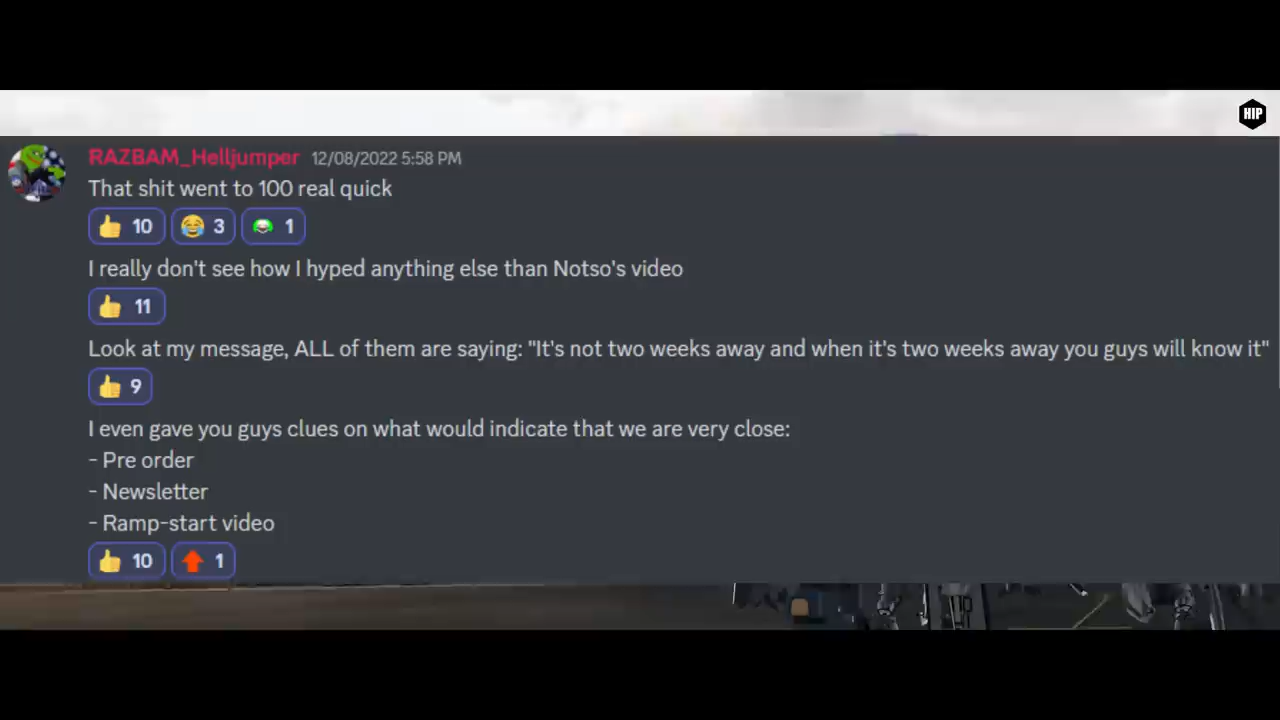 HIP
RAZBAM_Helljumper 12/08/2022 5:58 PM
That shit went to 100 real quick
👍 10 😂 3 1
I really don't see how I hyped anything else than Notso's video
👍 11
Look at my message, ALL of them are saying: "It's not two weeks away and when it's two weeks away you guys will know it"
👍 9
I even gave you guys clues on what would indicate that we are very close:
- Pre order
- Newsletter
- Ramp-start video
👍 10 1